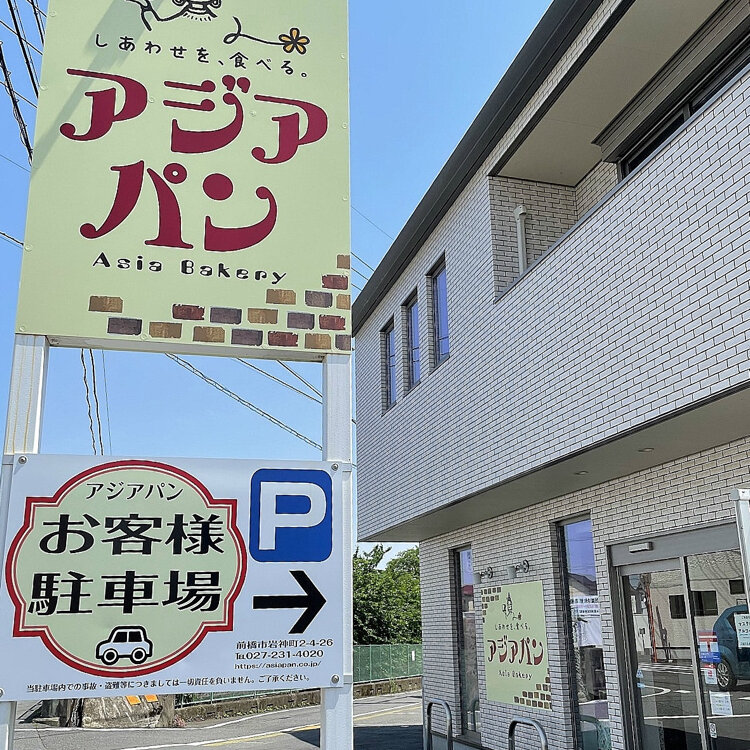 しあわせを、食べる。
アジア
パン
Asia Bakery
アジアパン
お客様
駐車場
P
前橋市岩神町2-4-26
TEL027-231-4020
https://asiapan.co.jp/
当駐車場内での事故・盗難等につきましては一切責任を負いません。ご了承ください。
しあわせを、食べる。
アジア
パン
Asia Bakery